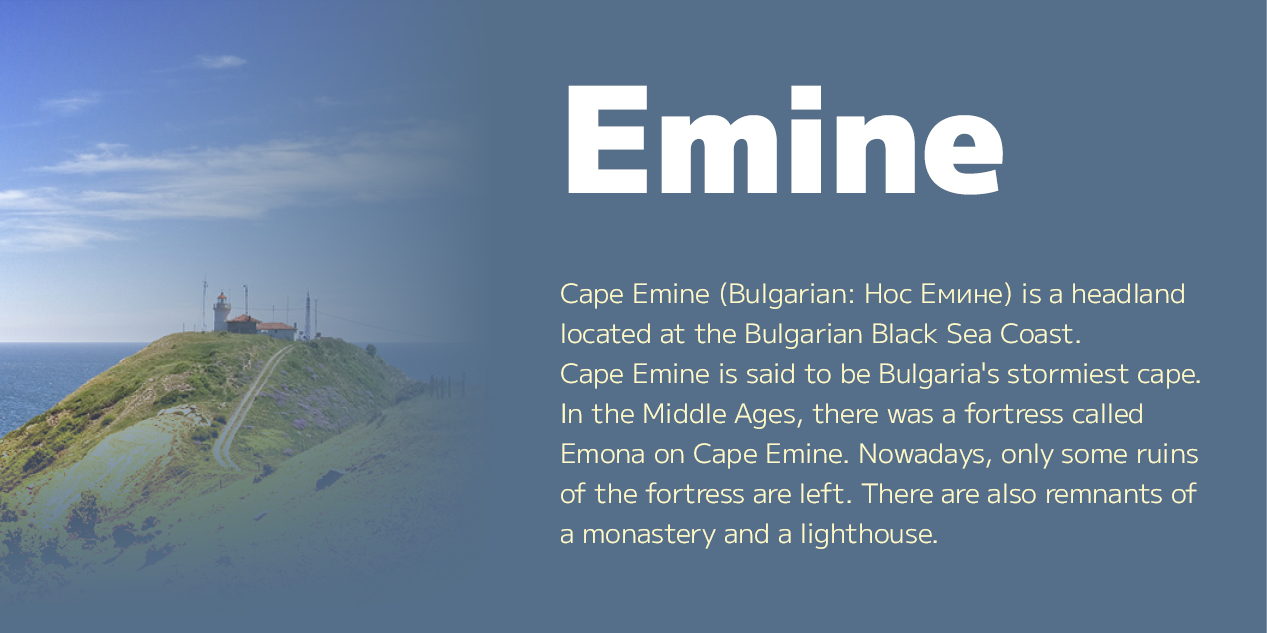 Emine
Cape Emine (Bulgarian: Нос Емине) is a headland
located at the Bulgarian Black Sea Coast.
Cape Emine is said to be Bulgaria's stormiest cape.
In the Middle Ages, there was a fortress called
Emona on Cape Emine. Nowadays, only some ruins
of the fortress are left. There are also remnants of
a monastery and a lighthouse.